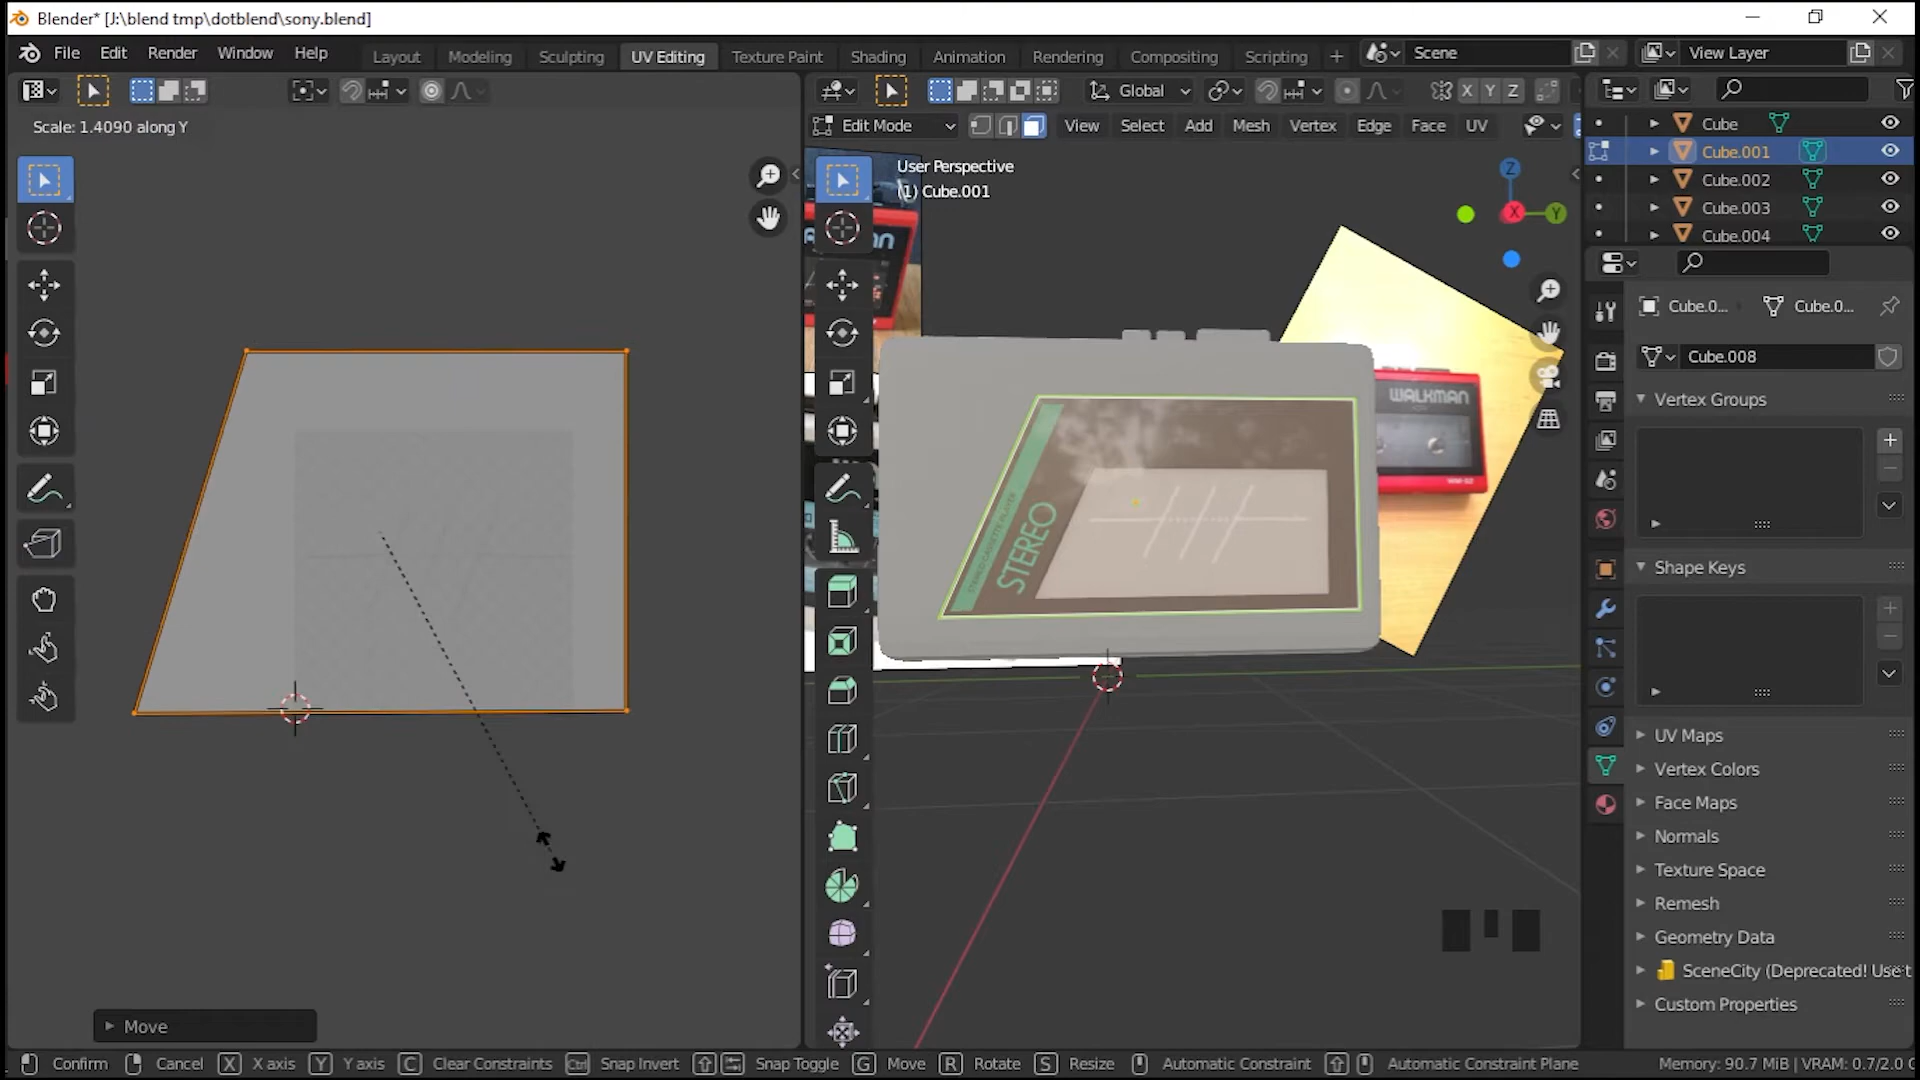 Blender* [J:\blend tmp\dotblend\sony.blend]
File Edit Render Window Help
Layout Modeling Sculpting UV Editing Texture Paint Shading Animation Rendering Compositing Scripting +
Scene
View Layer
Global
X Y Z
Scale: 1.4090 along Y
Edit Mode
View Select Add Mesh Vertex Edge Face UV
User Perspective
(1) Cube.001
Z
X
Y
Cube
Cube.001
Cube.002
Cube.003
Cube.004
Cube.0...
Cube.0...
Cube.008
Vertex Groups
WALKMAN
STEREO CASSETTE PLAYER
STEREO
Shape Keys
UV Maps
Vertex Colors
Face Maps
Normals
Texture Space
Remesh
Geometry Data
SceneCity (Deprecated! Use t
Custom Properties
Move
Confirm Cancel X X axis Y Y axis C Clear Constraints Ctrl Snap Invert Snap Toggle G Move R Rotate S Resize Automatic Constraint Automatic Constraint Plane
Memory: 90.7 MiB | VRAM: 0.7/2.0 G